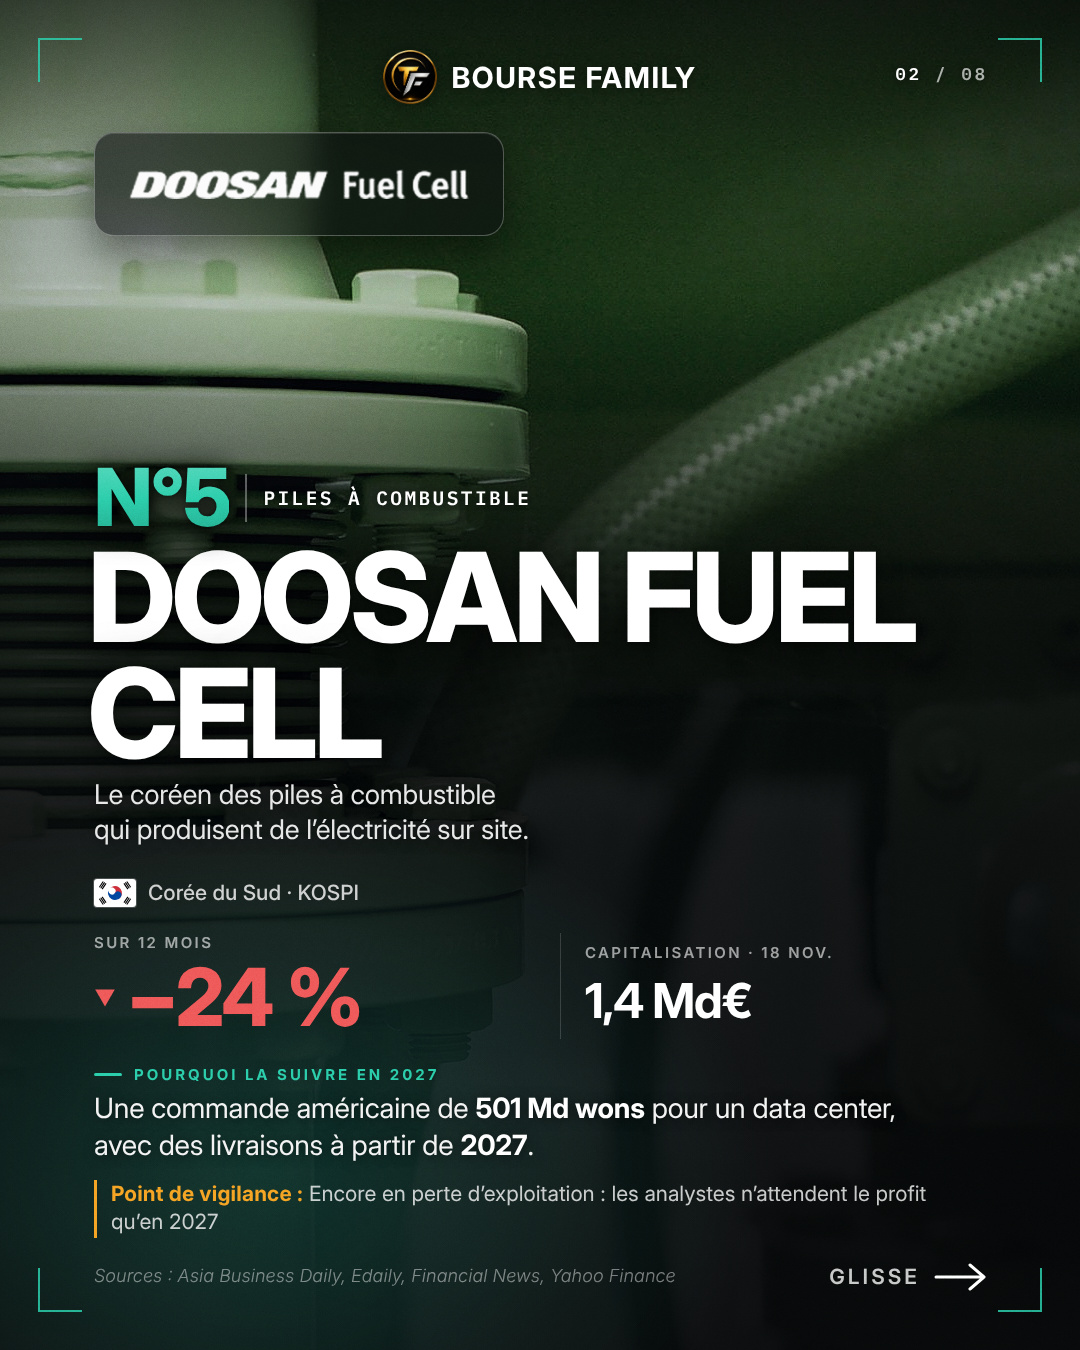 BOURSE FAMILY
02 / 08
DOOSAN Fuel Cell
N°5
PILES À COMBUSTIBLE
DOOSAN FUEL
CELL
Le coréen des piles à combustible
qui produisent de l’électricité sur site.
Corée du Sud · KOSPI
SUR 12 MOIS
–24 %
CAPITALISATION · 18 NOV.
1,4 Md€
POURQUOI LA SUIVRE EN 2027
Une commande américaine de 501 Md wons pour un data center,
avec des livraisons à partir de 2027.
Point de vigilance : Encore en perte d’exploitation : les analystes n’attendent le profit
qu’en 2027
Sources : Asia Business Daily, Edaily, Financial News, Yahoo Finance
GLISSE